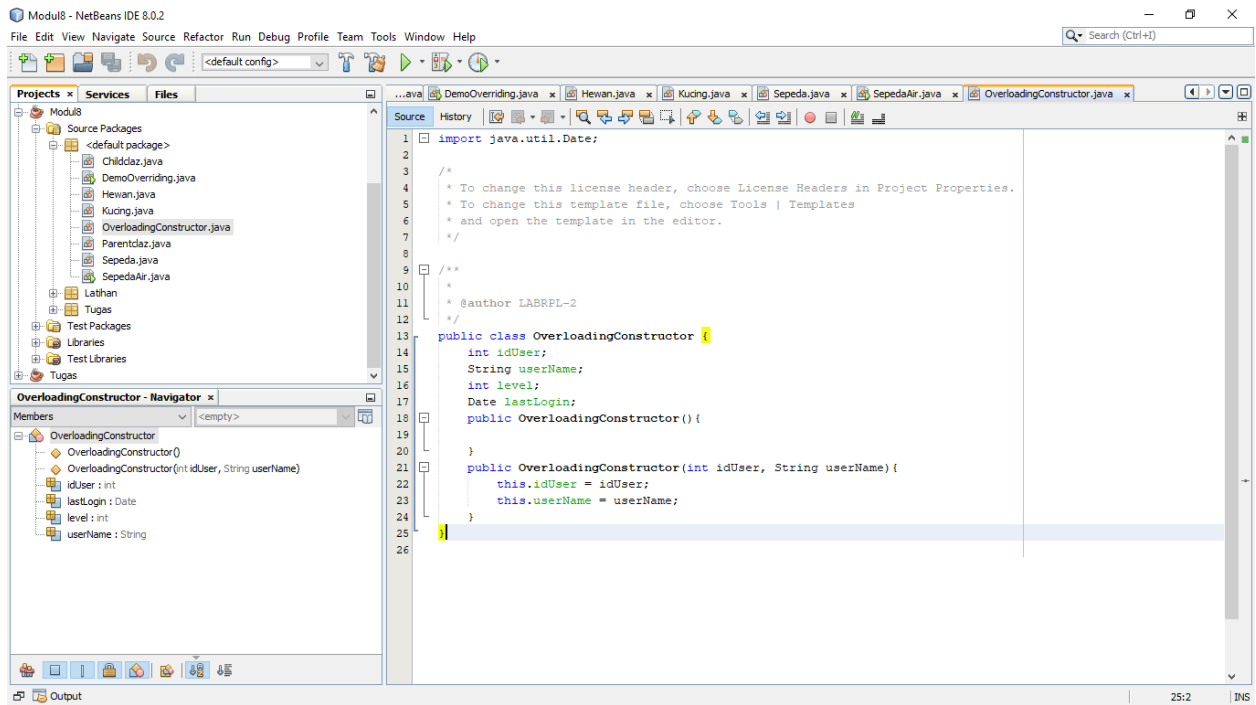 Modul8 - NetBeans IDE 8.0.2
File Edit View Navigate Source Refactor Run Debug Profile Team Tools Window Help
Search (Ctrl+I)
<default config>
Projects × Services Files
Modul8
Source Packages
<default package>
Childclaz.java
DemoOverriding.java
Hewan.java
Kucing.java
OverloadingConstructor.java
Parentclaz.java
Sepeda.java
SepedaAir.java
Latihan
Tugas
Test Packages
Libraries
Test Libraries
Tugas
OverloadingConstructor - Navigator ×
Members <empty>
OverloadingConstructor
OverloadingConstructor()
OverloadingConstructor(int idUser, String userName)
idUser : int
lastLogin : Date
level : int
userName : String
...ava DemoOverriding.java × Hewan.java × Kucing.java × Sepeda.java × SepedaAir.java × OverloadingConstructor.java ×
Source History
1 import java.util.Date;
2
3 /*
4 * To change this license header, choose License Headers in Project Properties.
5 * To change this template file, choose Tools | Templates
6 * and open the template in the editor.
7 */
8
9 /**
10 *
11 * @author LABRPL-2
12 */
13 public class OverloadingConstructor {
14 int idUser;
15 String userName;
16 int level;
17 Date lastLogin;
18 public OverloadingConstructor(){
19
20 }
21 public OverloadingConstructor(int idUser, String userName){
22 this.idUser = idUser;
23 this.userName = userName;
24 }
25 }
26
Output
25:2 INS